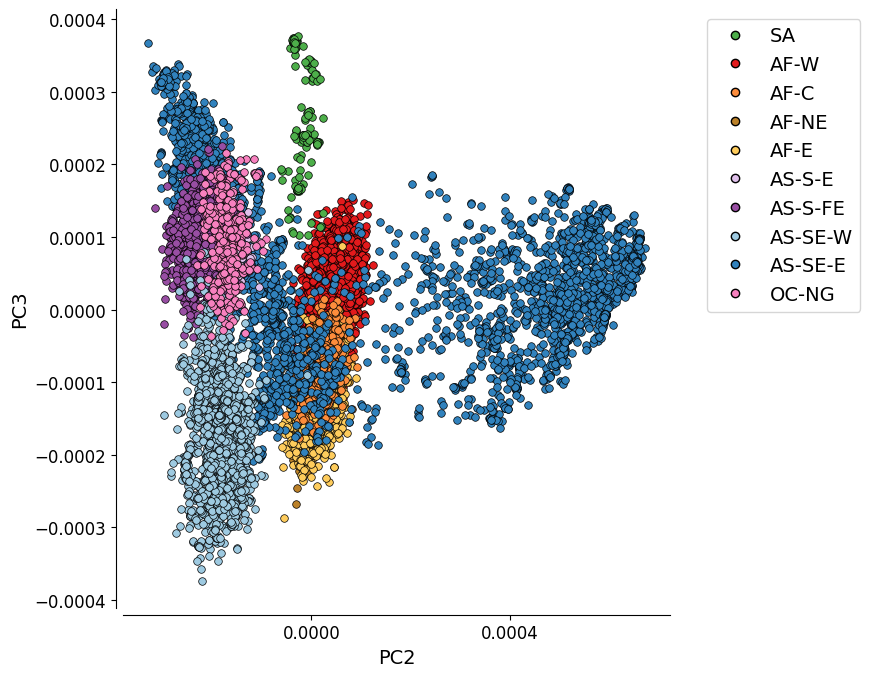 0.0004
0.0003
0.0002
0.0001
0.0000
−0.0001
−0.0002
−0.0003
−0.0004
PC3
0.0000 0.0004
PC2
SA
AF-W
AF-C
AF-NE
AF-E
AS-S-E
AS-S-FE
AS-SE-W
AS-SE-E
OC-NG